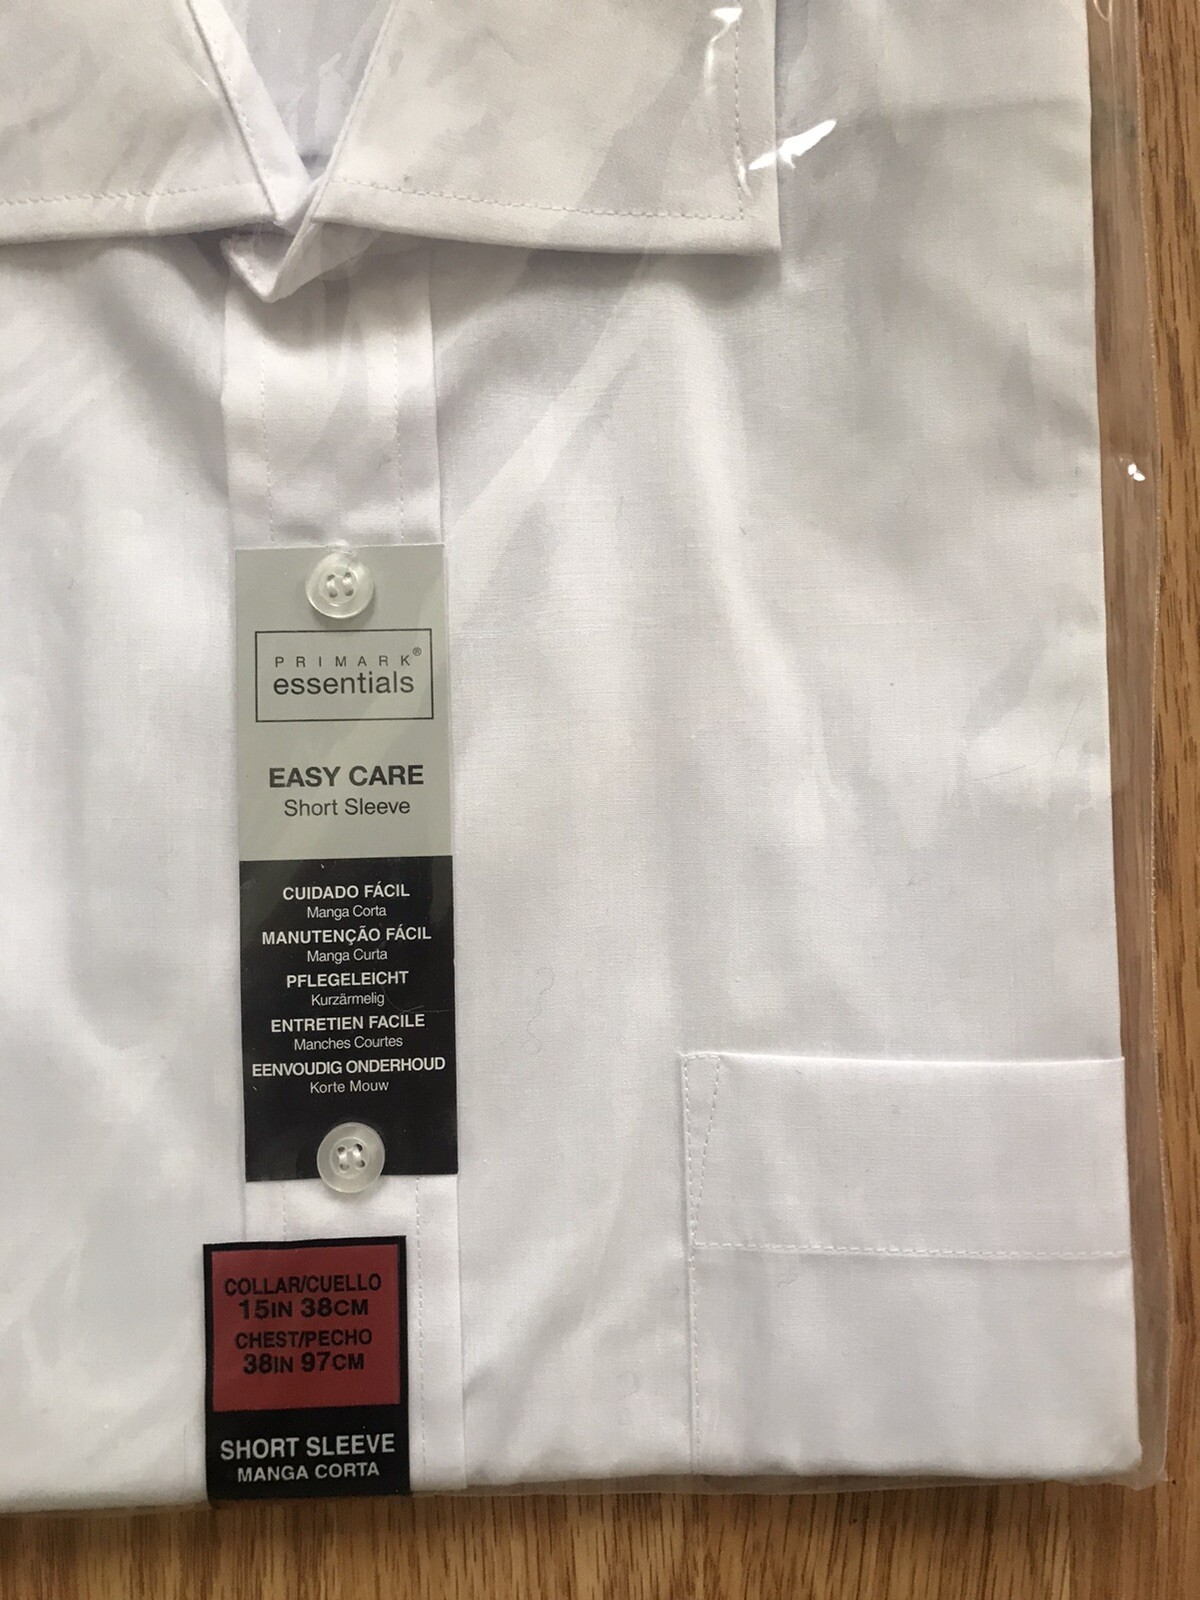 PRIMARK®
essentials
EASY CARE
Short Sleeve
CUIDADO FÁCIL
Manga Corta
MANUTENÇÃO FÁCIL
Manga Curta
PFLEGELEICHT
Kurzärmelig
ENTRETIEN FACILE
Manches Courtes
EENVOUDIG ONDERHOUD
Korte Mouw
COLLAR/CUELLO
15IN 38CM
CHEST/PECHO
38IN 97CM
SHORT SLEEVE
MANGA CORTA